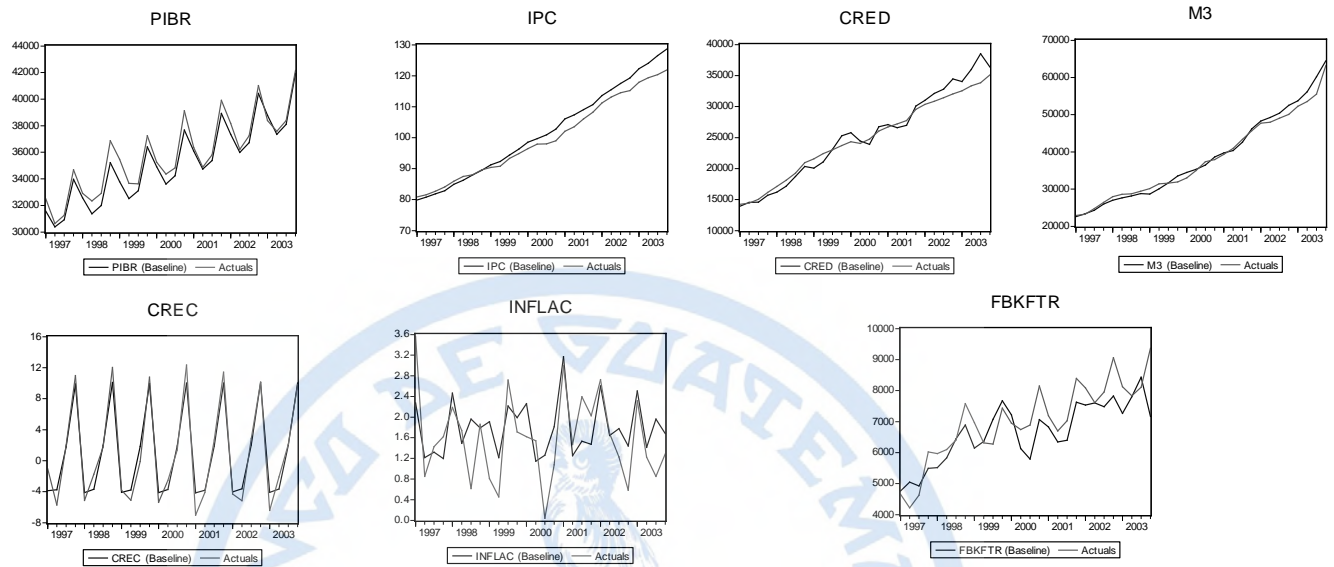 PIBR
IPC
CRED
M3
44000
42000
40000
38000
36000
34000
32000
30000
1997 1998 1999 2000 2001 2002 2003
PIBR (Baseline) Actuals
130
120
110
100
90
80
70
1997 1998 1999 2000 2001 2002 2003
IPC (Baseline) Actuals
40000
35000
30000
25000
20000
15000
10000
1997 1998 1999 2000 2001 2002 2003
CRED (Baseline) Actuals
70000
60000
50000
40000
30000
20000
1997 1998 1999 2000 2001 2002 2003
M3 (Baseline) Actuals
CREC
INFLAC
FBKFTR
16
12
8
4
0
-4
-8
1997 1998 1999 2000 2001 2002 2003
CREC (Baseline) Actuals
3.6
3.2
2.8
2.4
2.0
1.6
1.2
0.8
0.4
0.0
1997 1998 1999 2000 2001 2002 2003
INFLAC (Baseline) Actuals
10000
9000
8000
7000
6000
5000
4000
1997 1998 1999 2000 2001 2002 2003
FBKFTR (Baseline) Actuals
DE GUATEM